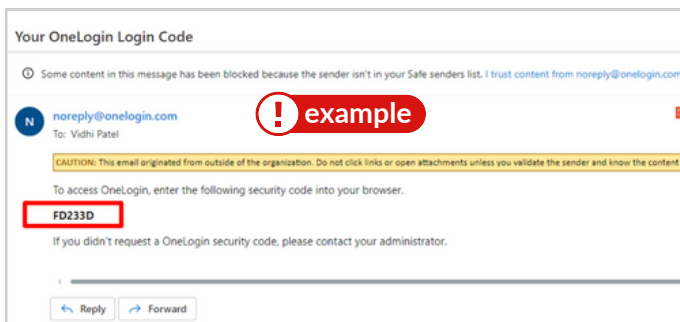 Your OneLogin Login Code
Some content in this message has been blocked because the sender isn't in your Safe senders list. I trust content from noreply@onelogin.com
! example
N
noreply@onelogin.com
To: Vidhi Patel
CAUTION: This email originated from outside of the organization. Do not click links or open attachments unless you validate the sender and know the content
To access OneLogin, enter the following security code into your browser.
FD233D
If you didn't request a OneLogin security code, please contact your administrator.
Reply Forward